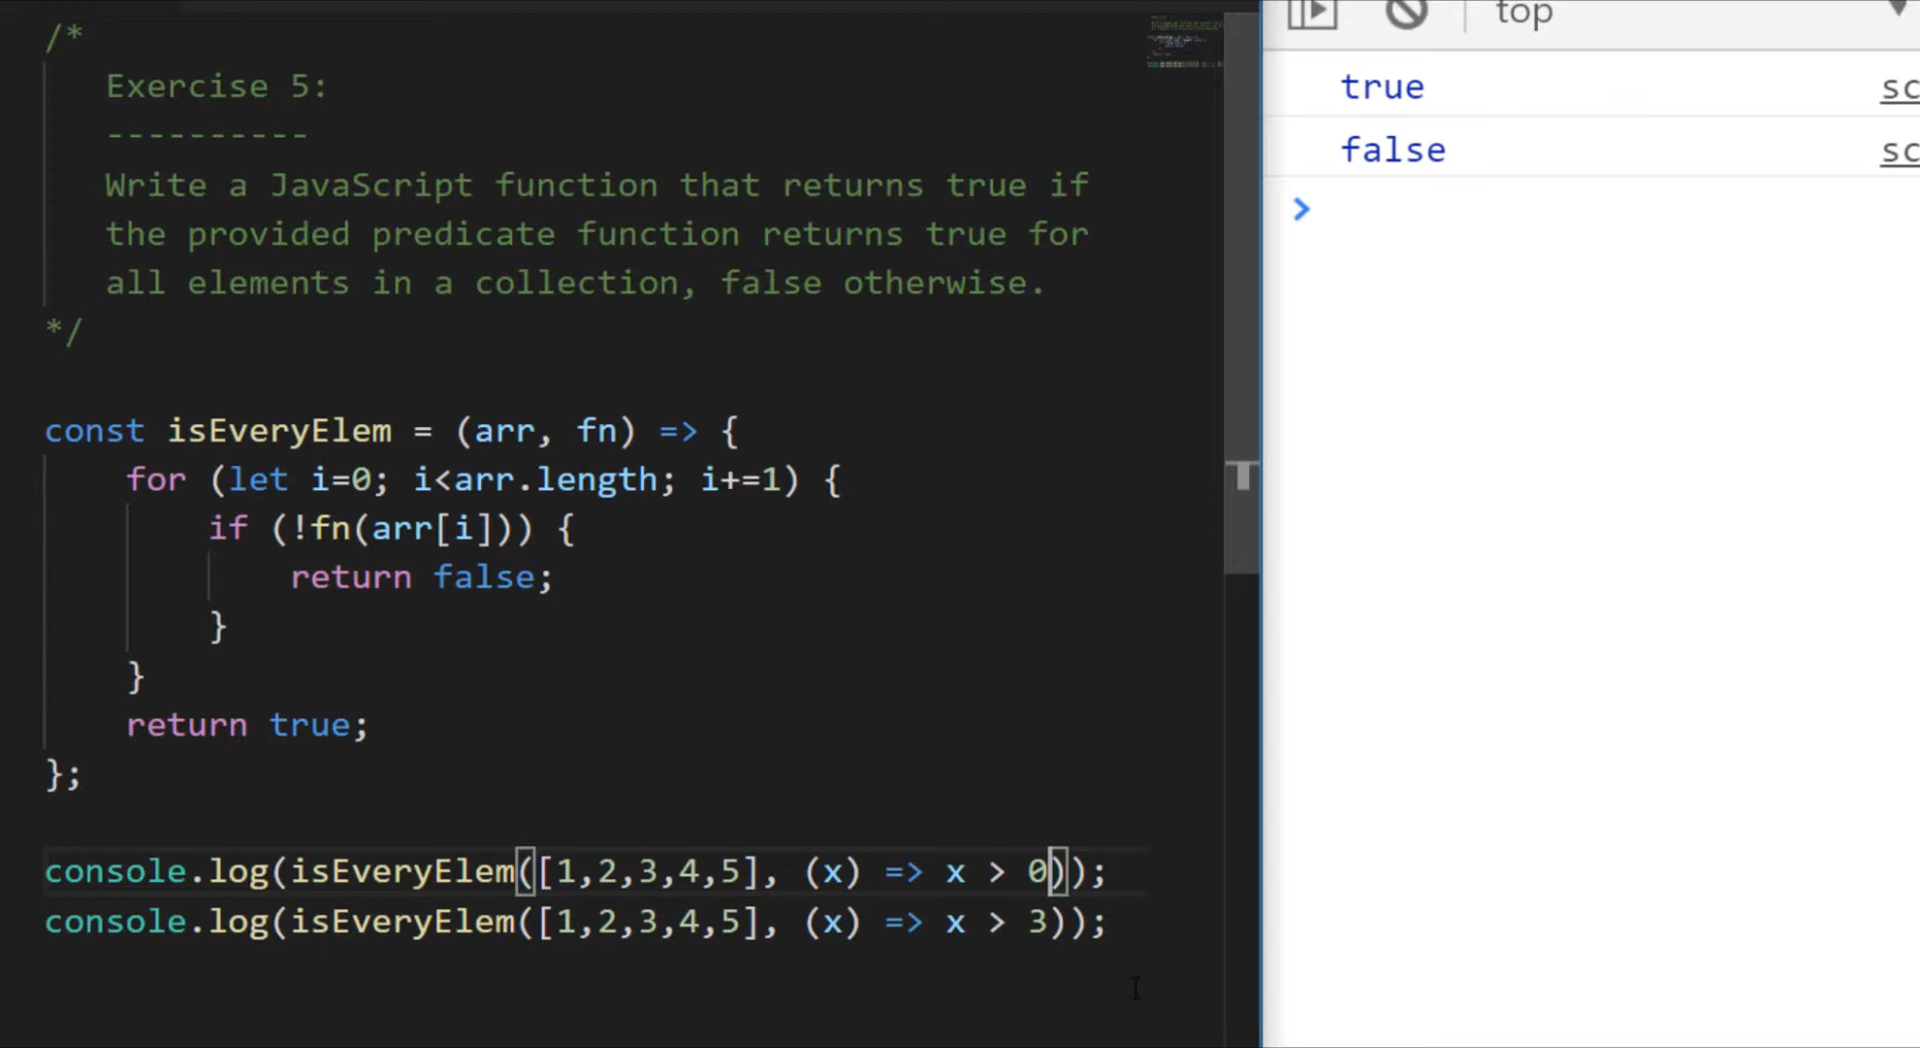 /*
Exercise 5:
----------
Write a JavaScript function that returns true if
the provided predicate function returns true for
all elements in a collection, false otherwise.
*/
const isEveryElem = (arr, fn) => {
for (let i=0; i<arr.length; i+=1) {
if (!fn(arr[i])) {
return false;
}
}
return true;
};
console.log(isEveryElem([1,2,3,4,5], (x) => x > 0));
console.log(isEveryElem([1,2,3,4,5], (x) => x > 3));
top
true sc
false sc
>